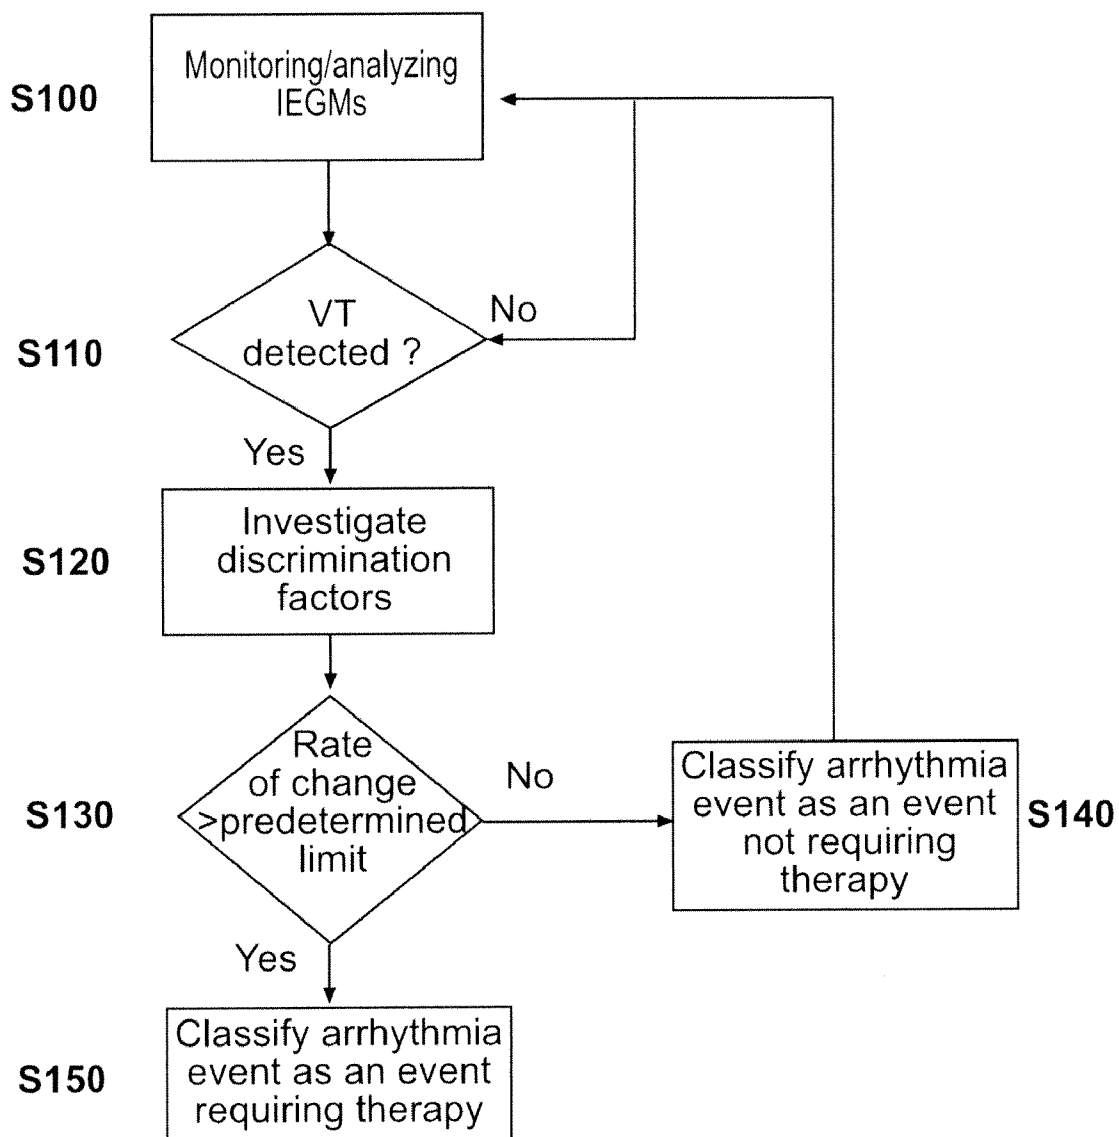 Monitoring/analyzing
IEGMs
S100
VT
detected ?
No
S110
Yes
Investigate
discrimination
factors
S120
Rate
of change
>predetermined
limit
No
S130
Classify arrhythmia
event as an event
not requiring
therapy
S140
Yes
Classify arrhythmia
event as an event
requiring therapy
S150